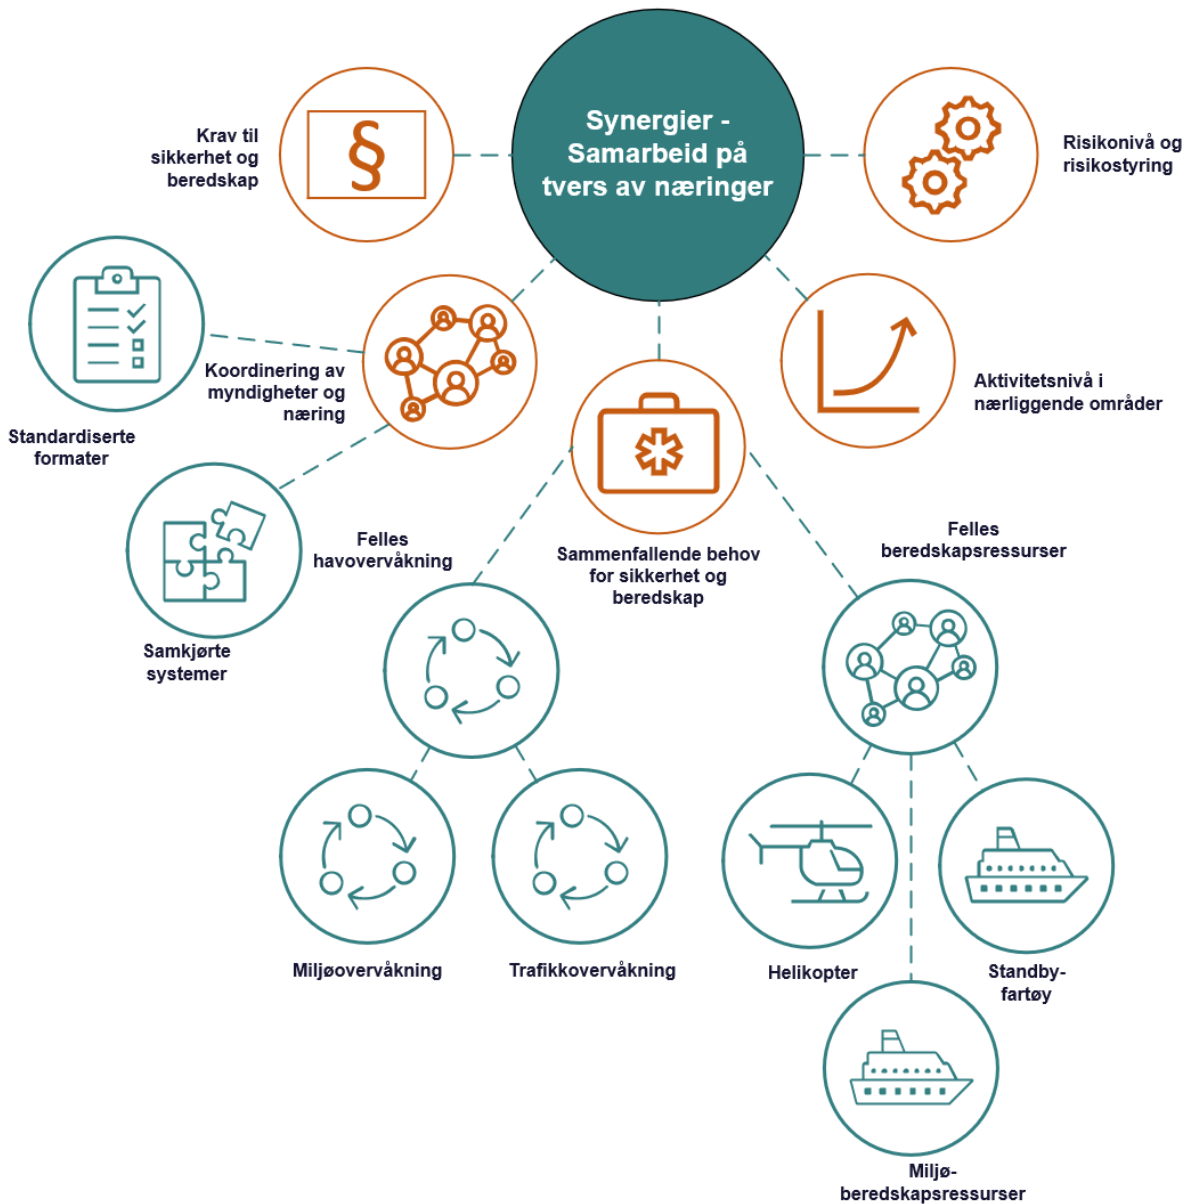 Synergier -
Samarbeid på
tvers av næringer
Krav til
sikkerhet og
beredskap
§
Risikonivå og
risikostyring
Koordinering av
myndigheter og
næring
Aktivitetsnivå i
nærliggende områder
Standardiserte
formater
Samkjørte
systemer
Felles
havovervåkning
Sammenfallende behov
for sikkerhet og
beredskap
Felles
beredskapsressurser
Miljøovervåkning
Trafikkovervåkning
Helikopter
Standby-
fartøy
Miljø-
beredskapsressurser